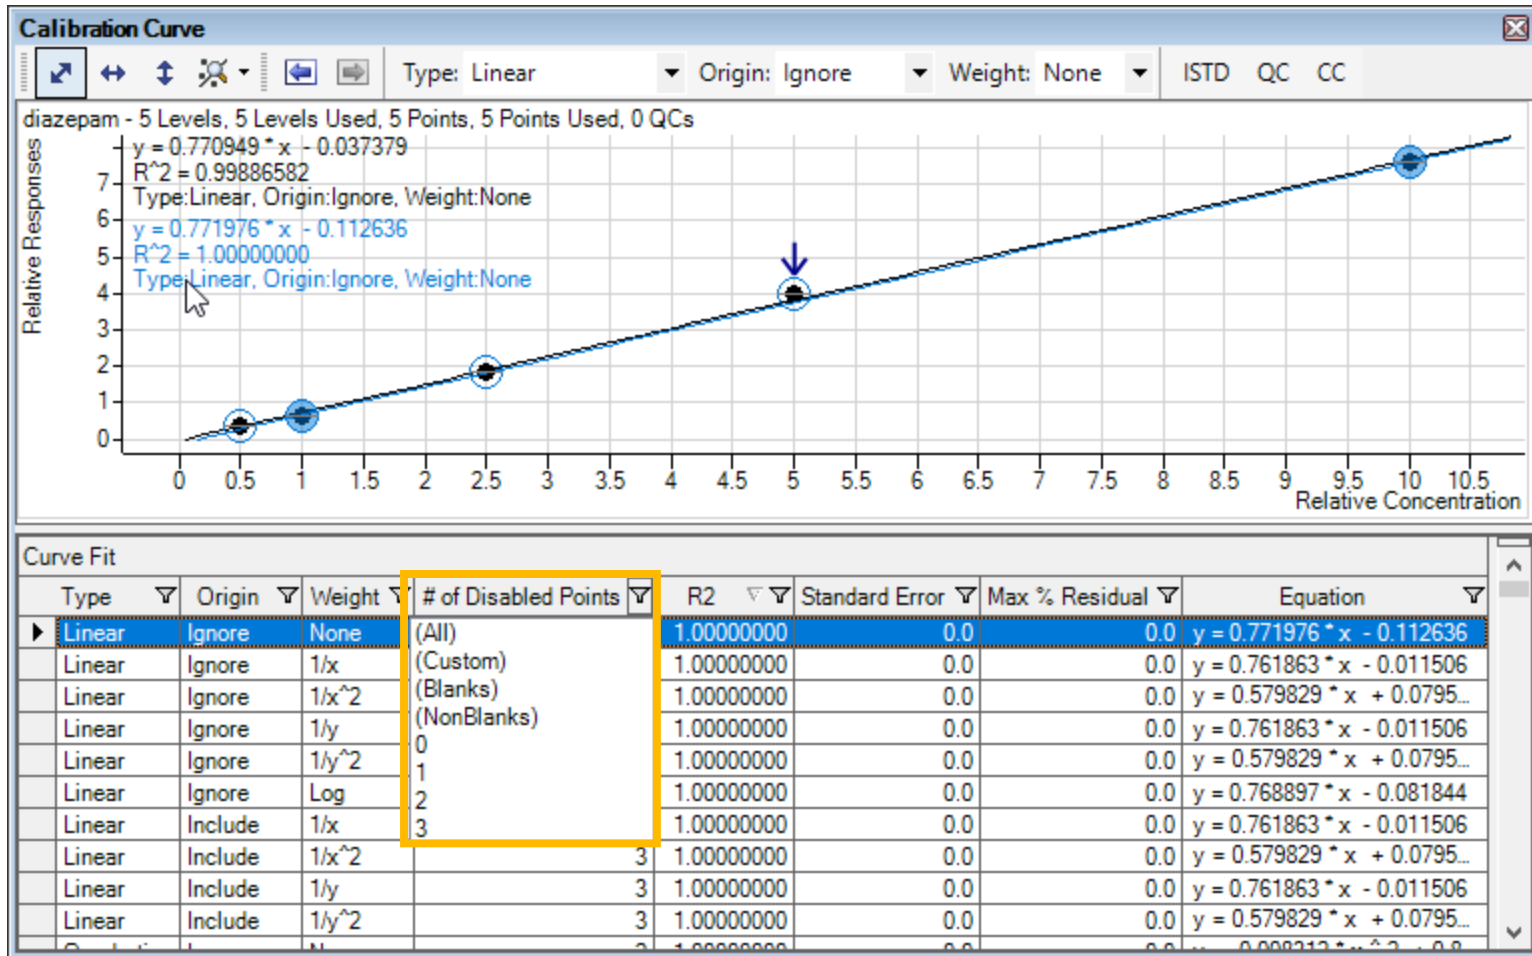 Calibration Curve
Type: Linear Origin: Ignore Weight: None ISTD QC CC
diazepam - 5 Levels, 5 Levels Used, 5 Points, 5 Points Used, 0 QCs
Relative Responses
y = 0.770949 * x - 0.037379
R^2 = 0.99886582
Type:Linear, Origin:Ignore, Weight:None
y = 0.771976 * x - 0.112636
R^2 = 1.00000000
Type:Linear, Origin:Ignore, Weight:None
7
6
5
4
3
2
1
0
0 0.5 1 1.5 2 2.5 3 3.5 4 4.5 5 5.5 6 6.5 7 7.5 8 8.5 9 9.5 10 10.5
Relative Concentration
Curve Fit
Type Origin Weight # of Disabled Points R2 Standard Error Max % Residual Equation
Linear Ignore None (All) 1.00000000 0.0 0.0 y = 0.771976 * x - 0.112636
Linear Ignore 1/x (Custom) 1.00000000 0.0 0.0 y = 0.761863 * x - 0.011506
Linear Ignore 1/x^2 (Blanks) 1.00000000 0.0 0.0 y = 0.579829 * x + 0.0795...
(NonBlanks)
Linear Ignore 1/y 0 1.00000000 0.0 0.0 y = 0.761863 * x - 0.011506
Linear Ignore 1/y^2 1 1.00000000 0.0 0.0 y = 0.579829 * x + 0.0795...
Linear Ignore Log 2 1.00000000 0.0 0.0 y = 0.768897 * x - 0.081844
Linear Include 1/x 3 1.00000000 0.0 0.0 y = 0.761863 * x - 0.011506
Linear Include 1/x^2 3 1.00000000 0.0 0.0 y = 0.579829 * x + 0.0795...
Linear Include 1/y 3 1.00000000 0.0 0.0 y = 0.761863 * x - 0.011506
Linear Include 1/y^2 3 1.00000000 0.0 0.0 y = 0.579829 * x + 0.0795...